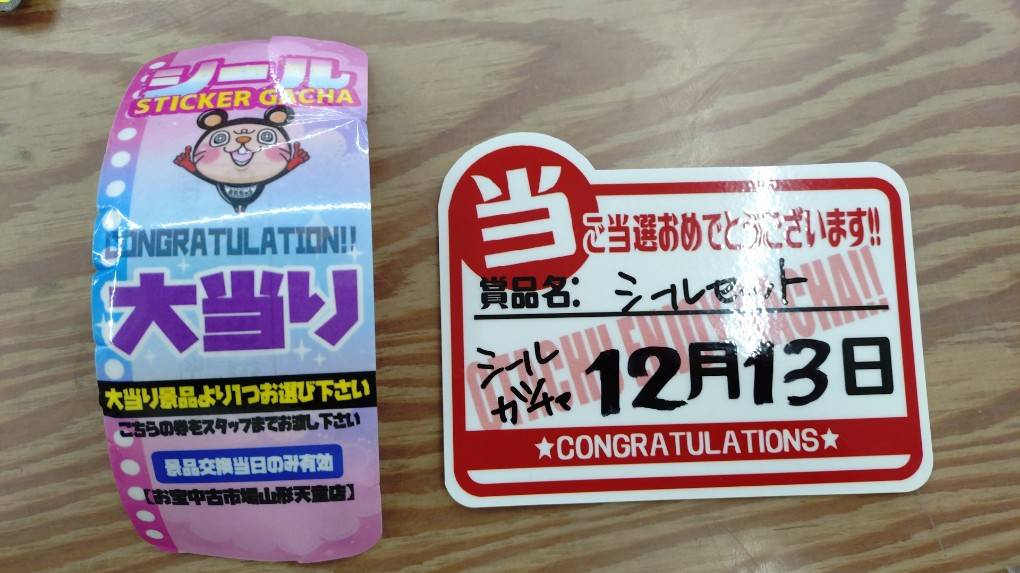 シール
STICKER GACHA
CONGRATULATION!!
大当り
大当り景品より1つお選び下さい
こちらの券をスタッフまでお渡し下さい
景品交換当日のみ有効
【お宝中古市場山形天童店】
当
ご当選おめでとうございます!!
賞品名: シールセット
シール
ガチャ
12月13日
★CONGRATULATIONS★